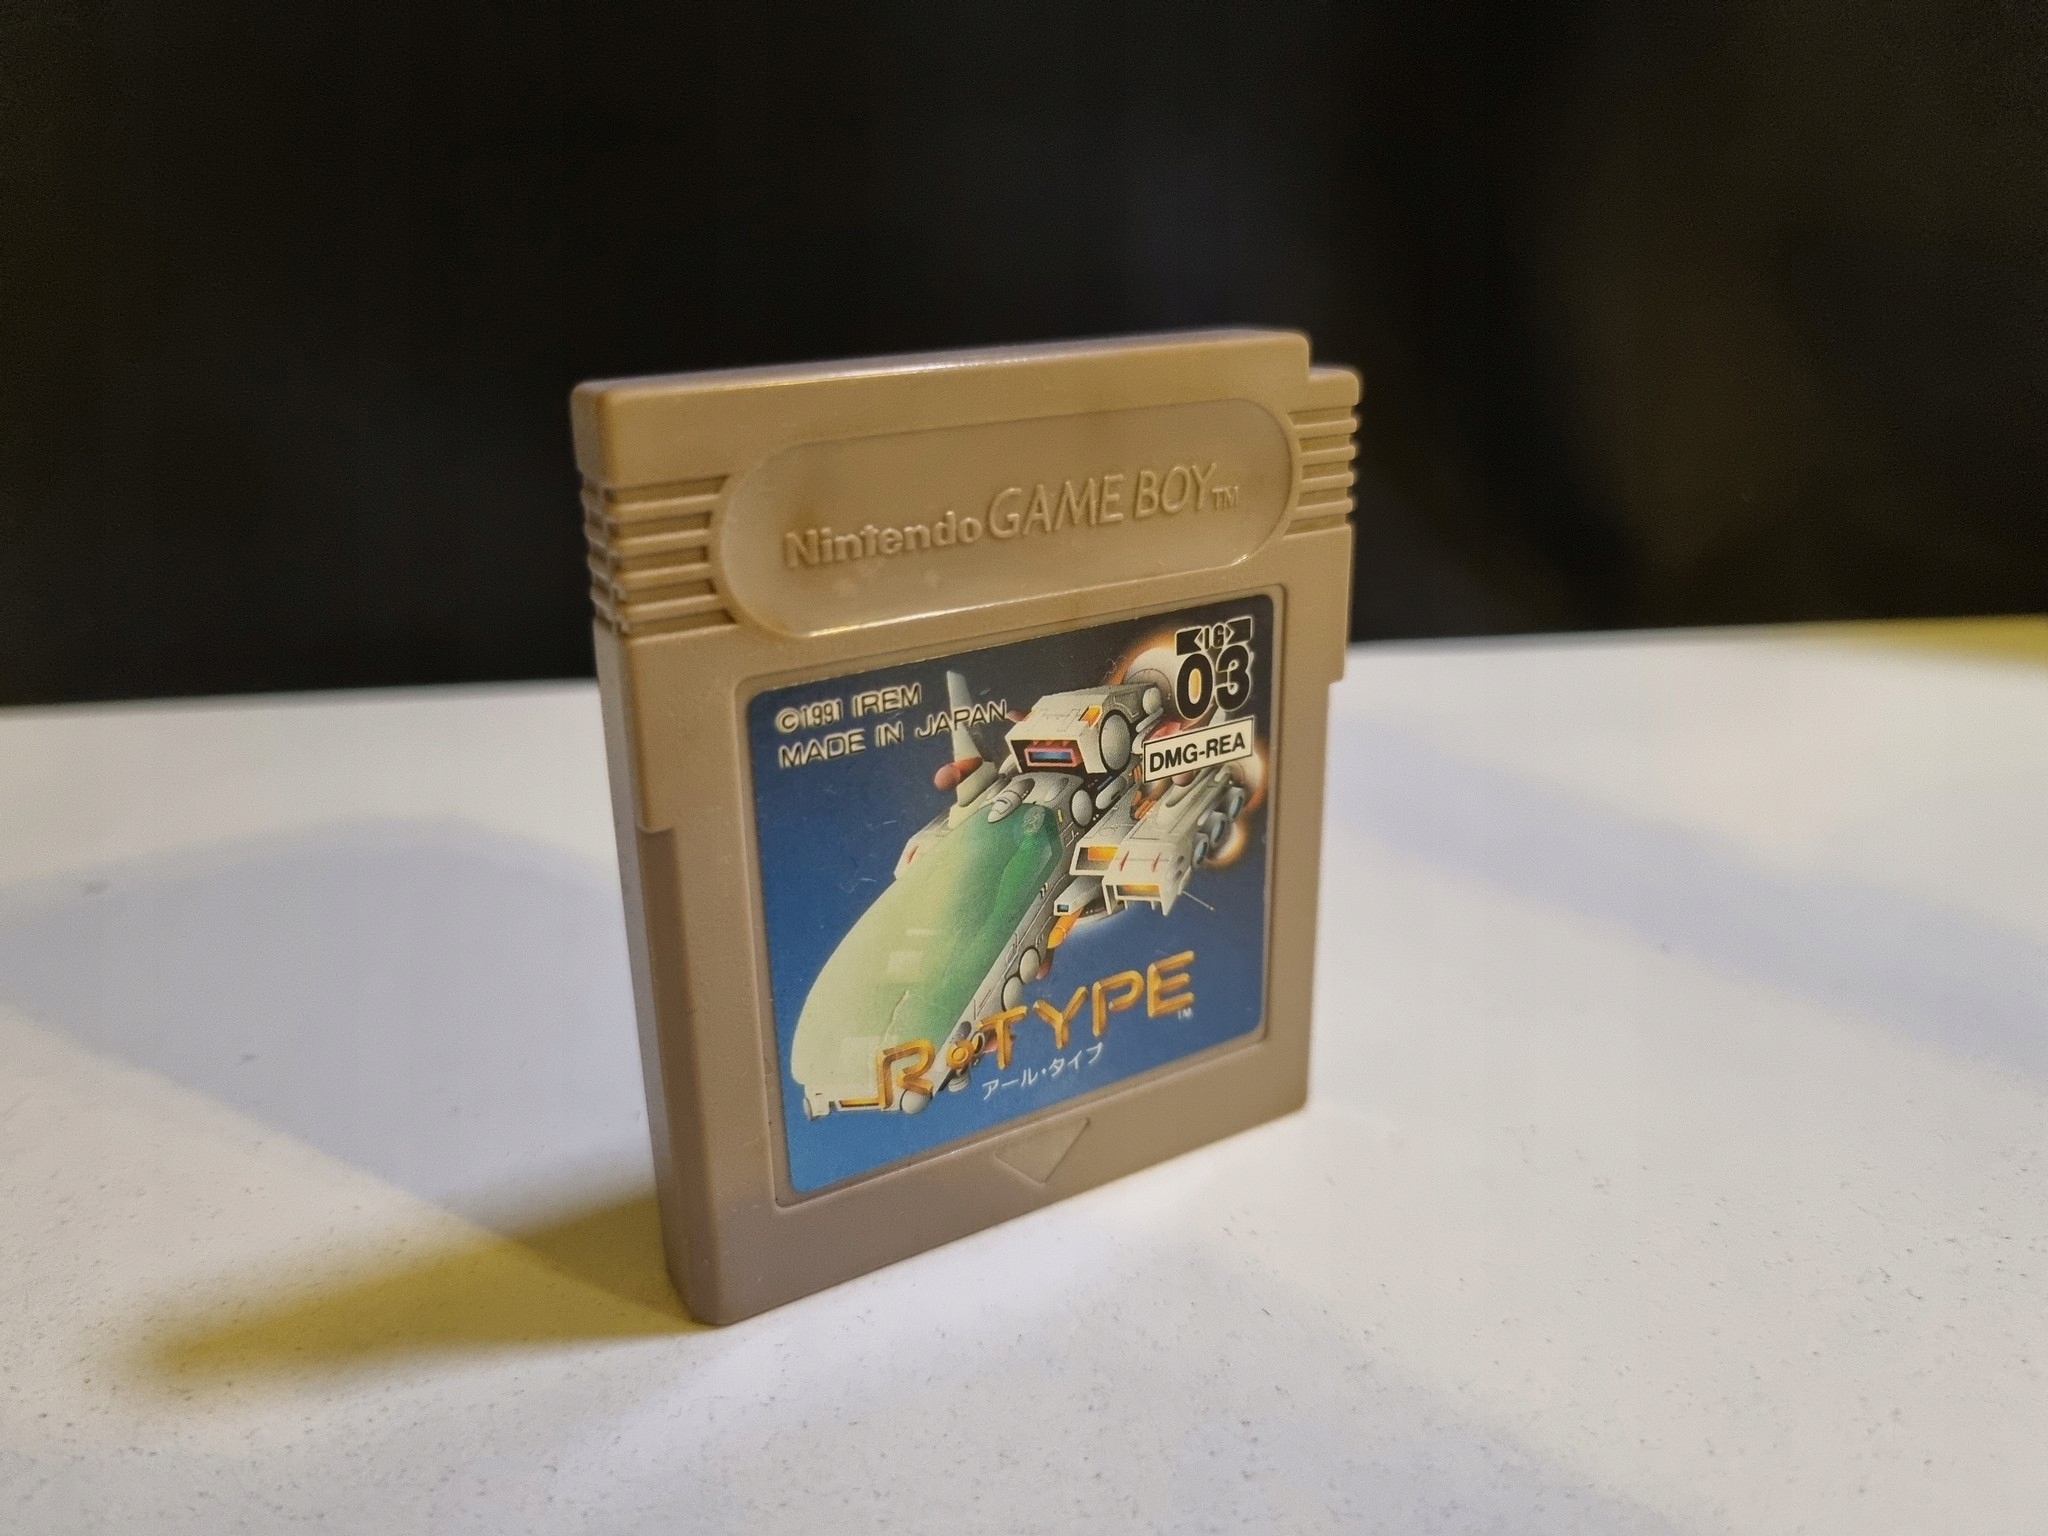 Nintendo GAME BOY™
©1991 IREM
MADE IN JAPAN
IG
03
DMG-REA
R•TYPE™
アール・タイプ